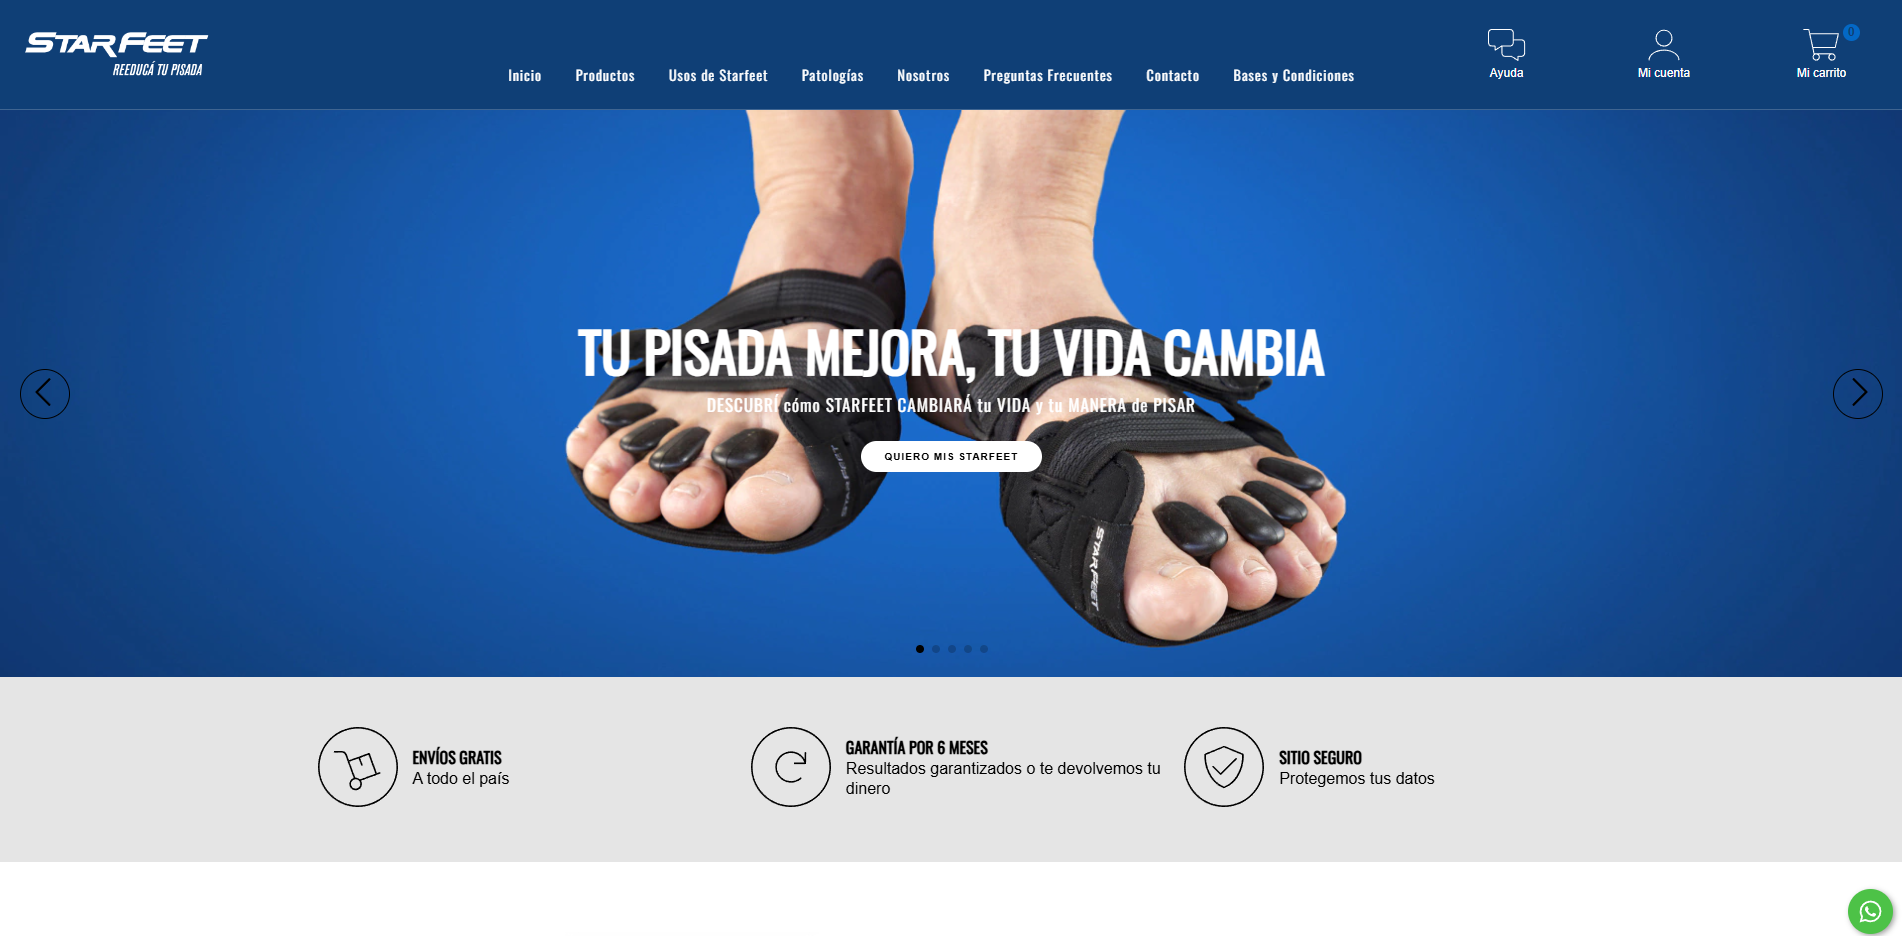 STARFEET
REEDUCÁ TU PISADA
Inicio
Productos
Usos de Starfeet
Patologías
Nosotros
Preguntas Frecuentes
Contacto
Bases y Condiciones
Ayuda
Mi cuenta
0
Mi carrito
TU PISADA MEJORA, TU VIDA CAMBIA
DESCUBRÍ cómo STARFEET CAMBIARÁ tu VIDA y tu MANERA de PISAR
QUIERO MIS STARFEET
STARFEET
STARFEET
ENVÍOS GRATIS
A todo el país
GARANTÍA POR 6 MESES
Resultados garantizados o te devolvemos tu
dinero
SITIO SEGURO
Protegemos tus datos